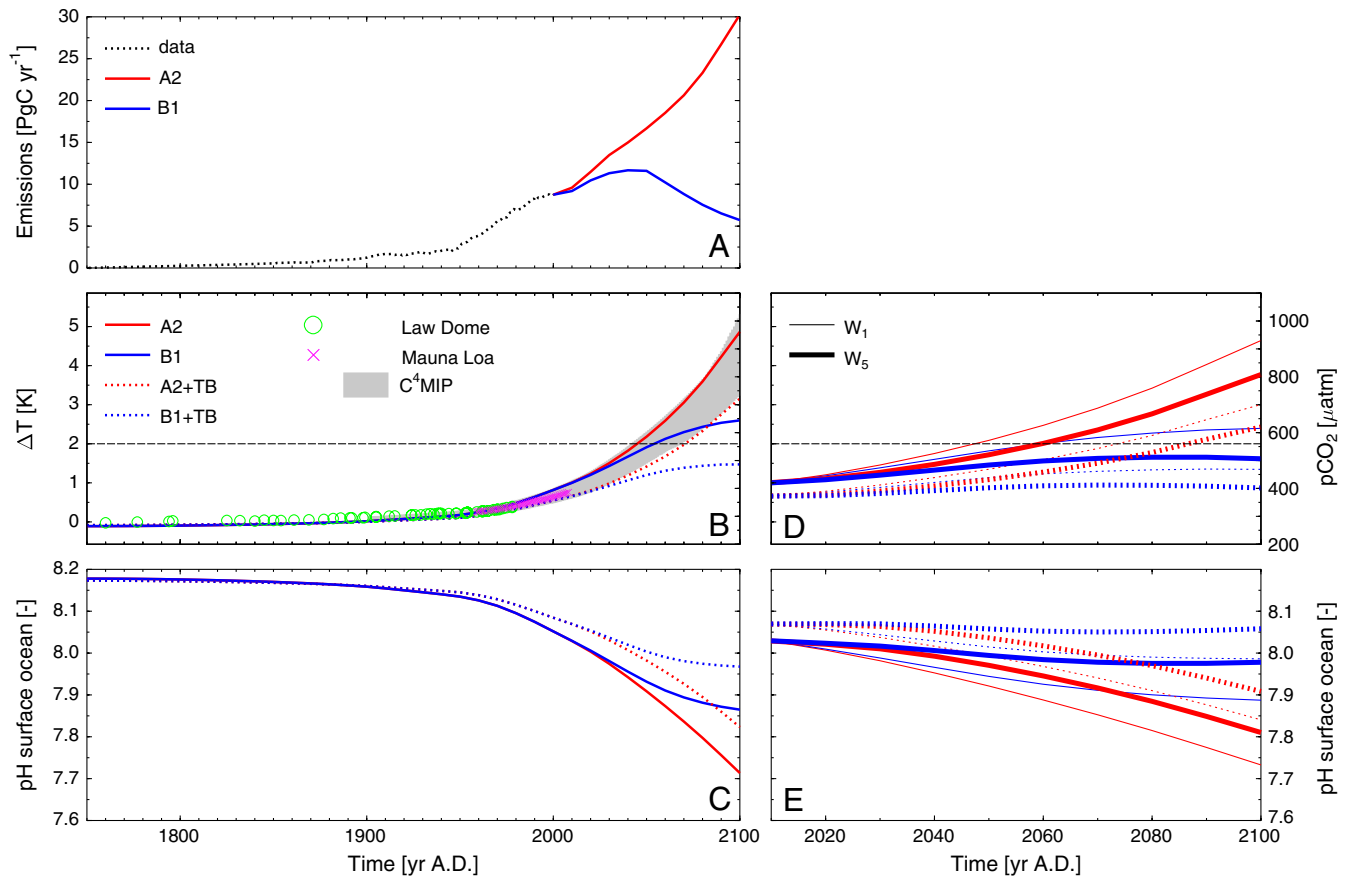 30
25
20
15
10
5
0
Emissions [PgC yr⁻¹]
data
A2
B1
A
5
4
3
2
1
0
ΔT [K]
A2
B1
A2+TB
B1+TB
Law Dome
Mauna Loa
C⁴MIP
B
W₁
W₅
D
1000
800
600
400
200
pCO₂ [μatm]
8.2
8.1
8.0
7.9
7.8
7.7
7.6
pH surface ocean [-]
C
1800
1900
2000
2100
Time [yr A.D.]
E
8.1
8.0
7.9
7.8
7.7
7.6
pH surface ocean [-]
2020
2040
2060
2080
2100
Time [yr A.D.]